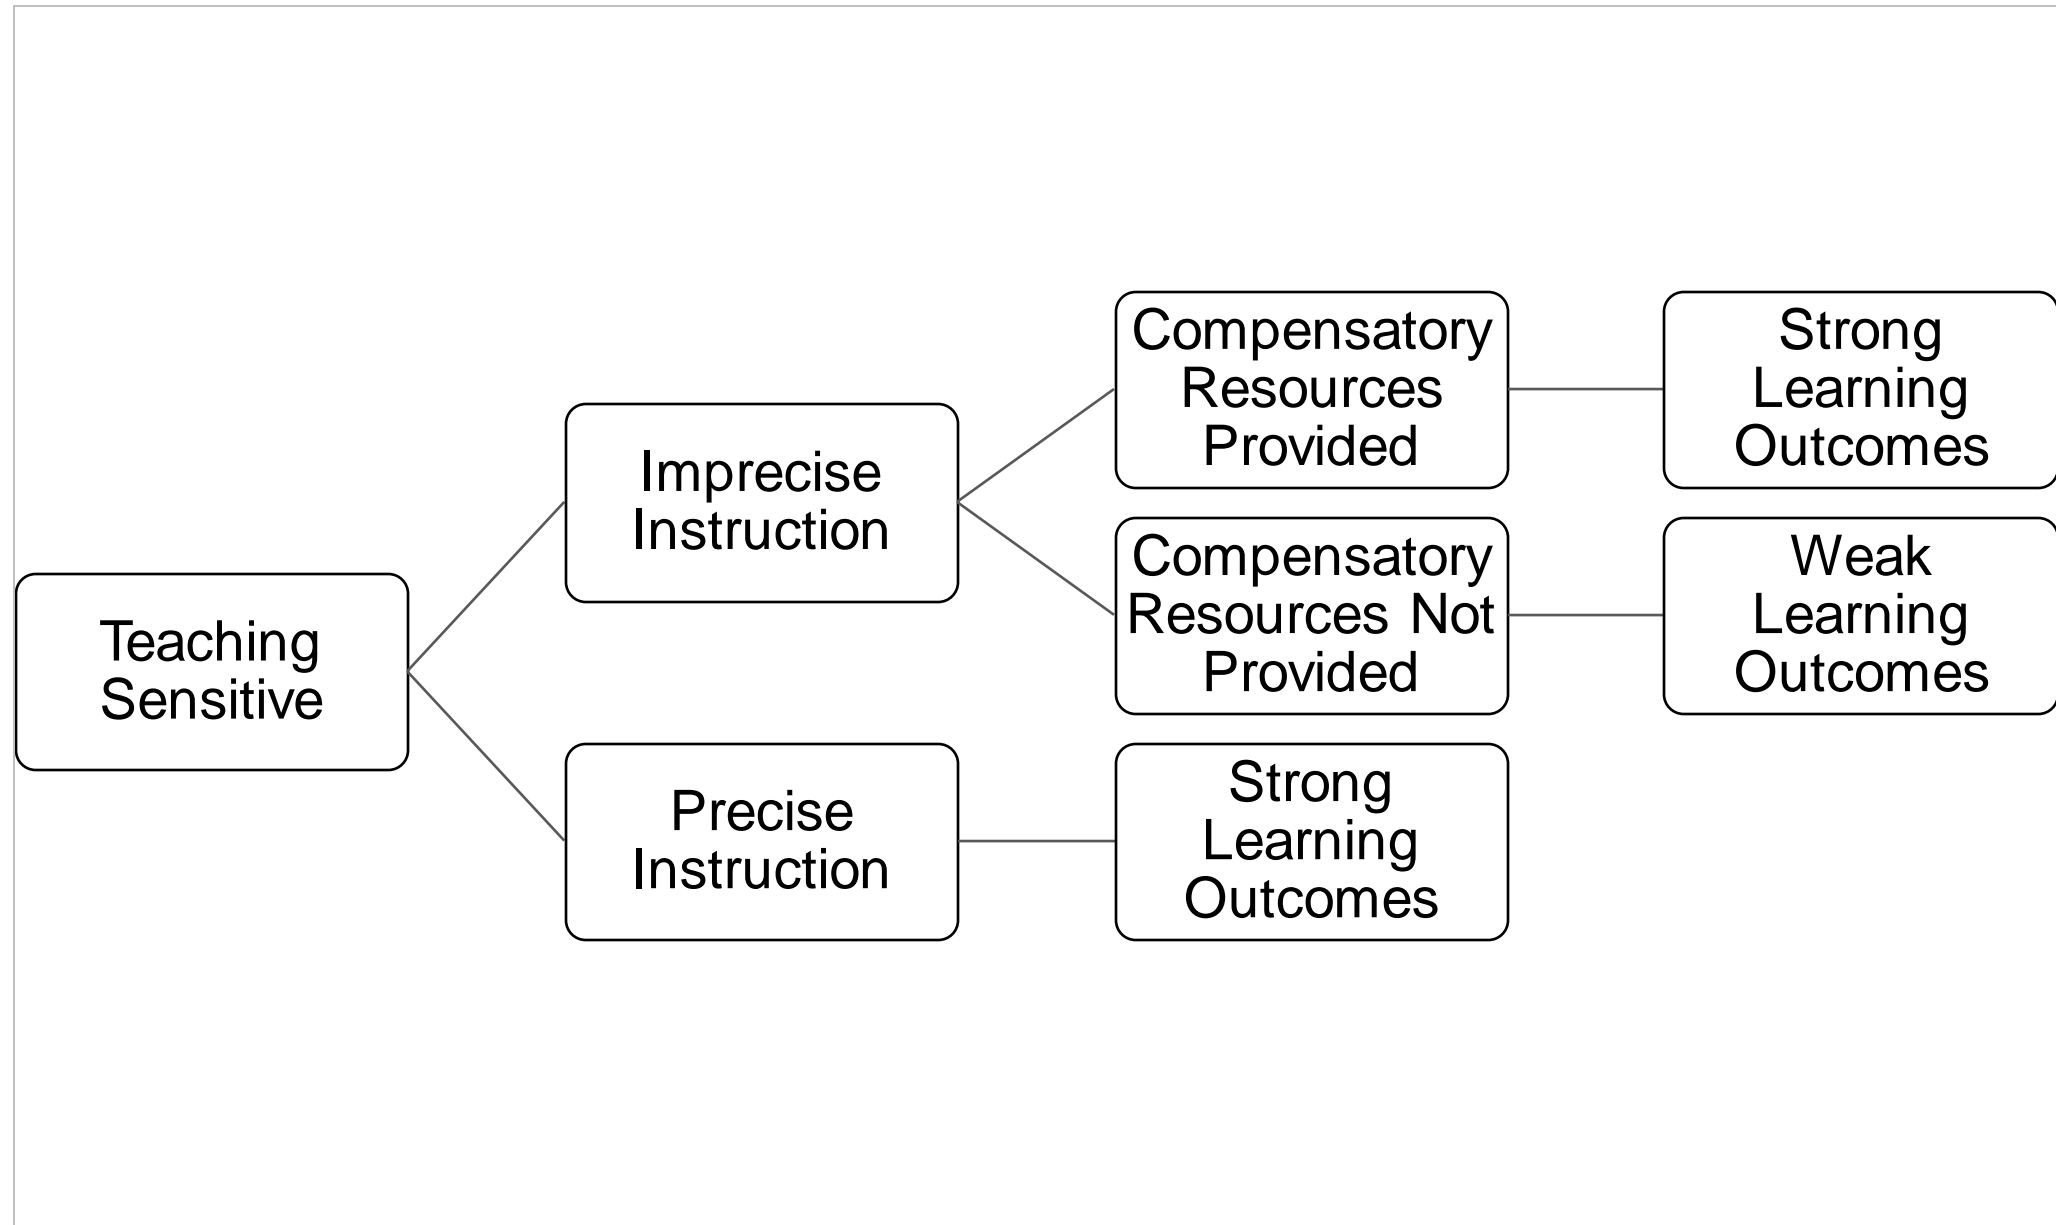 Teaching
Sensitive
Imprecise
Instruction
Compensatory
Resources
Provided
Strong
Learning
Outcomes
Compensatory
Resources Not
Provided
Weak
Learning
Outcomes
Precise
Instruction
Strong
Learning
Outcomes